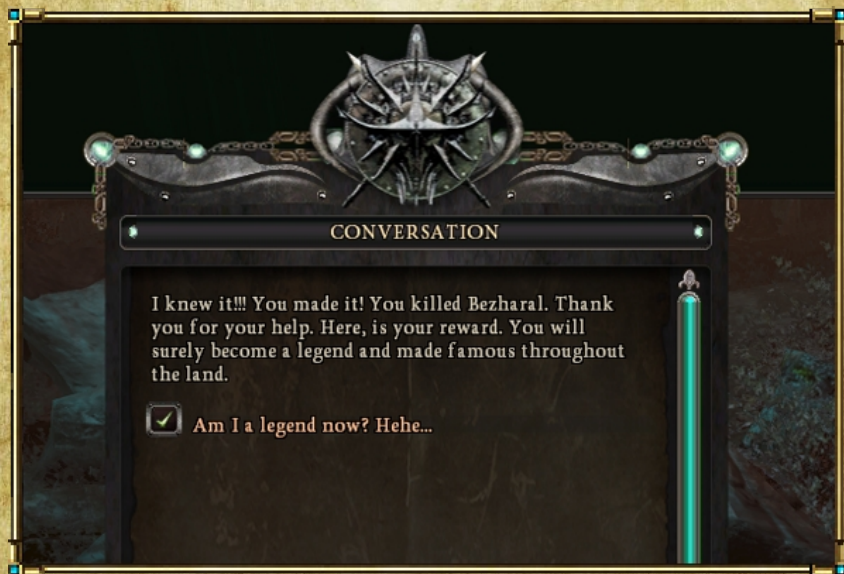 CONVERSATION
I knew it!!! You made it! You killed Bezharal. Thank
you for your help. Here, is your reward. You will
surely become a legend and made famous throughout
the land.
Am I a legend now? Hehe...